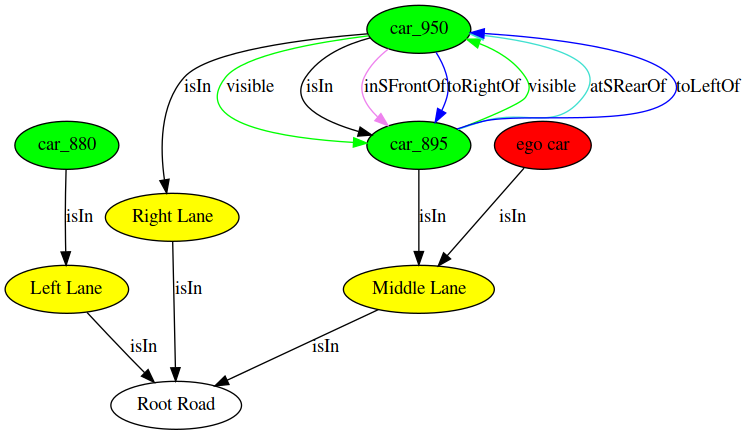 car_950
isIn
visible
isIn
inSFrontOf
toRightOf
visible
atSRearOf
toLeftOf
car_880
car_895
ego car
isIn
Right Lane
isIn
isIn
Left Lane
isIn
Middle Lane
isIn
isIn
Root Road